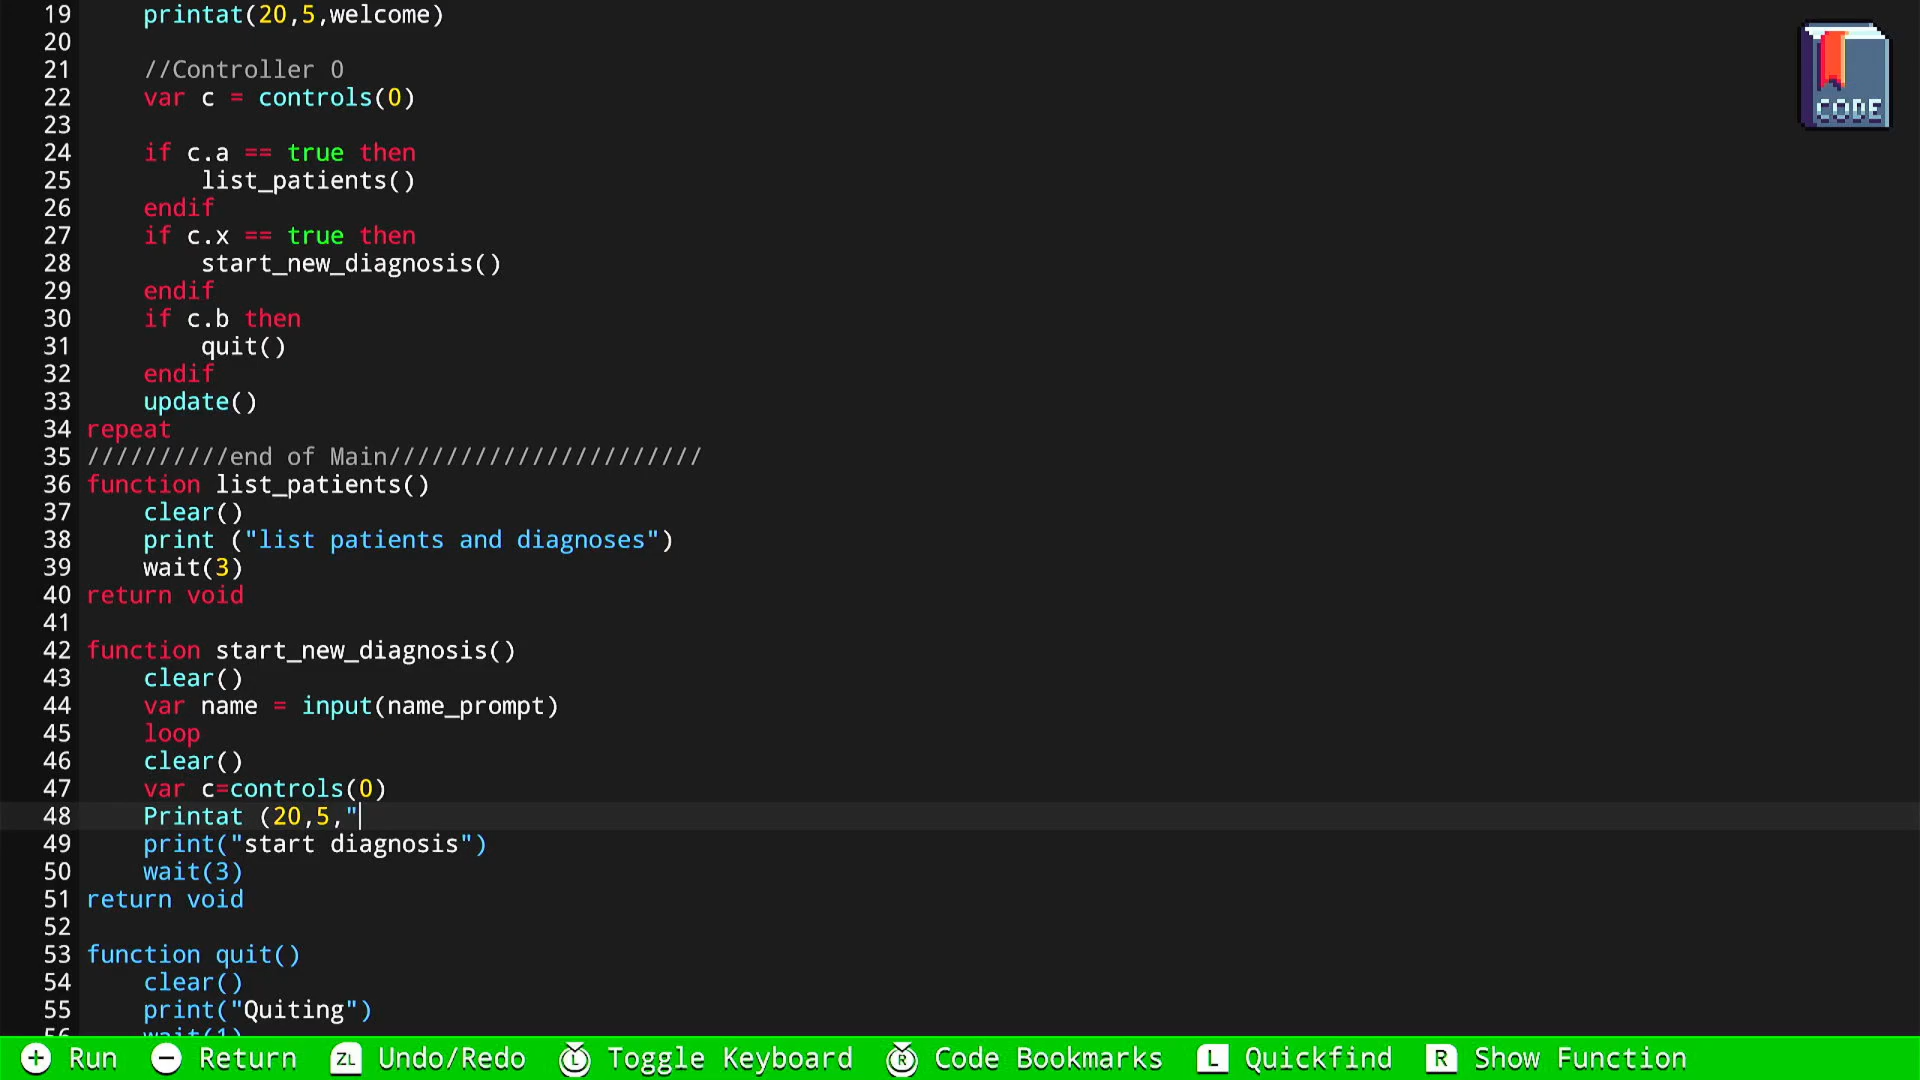 19 printat(20,5,welcome)
20
21 //Controller 0
22 var c = controls(0)
23
24 if c.a == true then
25 list_patients()
26 endif
27 if c.x == true then
28 start_new_diagnosis()
29 endif
30 if c.b then
31 quit()
32 endif
33 update()
34 repeat
35 //////////end of Main//////////////////////
36 function list_patients()
37 clear()
38 print ("list patients and diagnoses")
39 wait(3)
40 return void
41
42 function start_new_diagnosis()
43 clear()
44 var name = input(name_prompt)
45 loop
46 clear()
47 var c=controls(0)
48 Printat (20,5,"
49 print("start diagnosis")
50 wait(3)
51 return void
52
53 function quit()
54 clear()
55 print("Quiting")
56 wait(1)
CODE
+ Run - Return ZL Undo/Redo L Toggle Keyboard R Code Bookmarks L Quickfind R Show Function